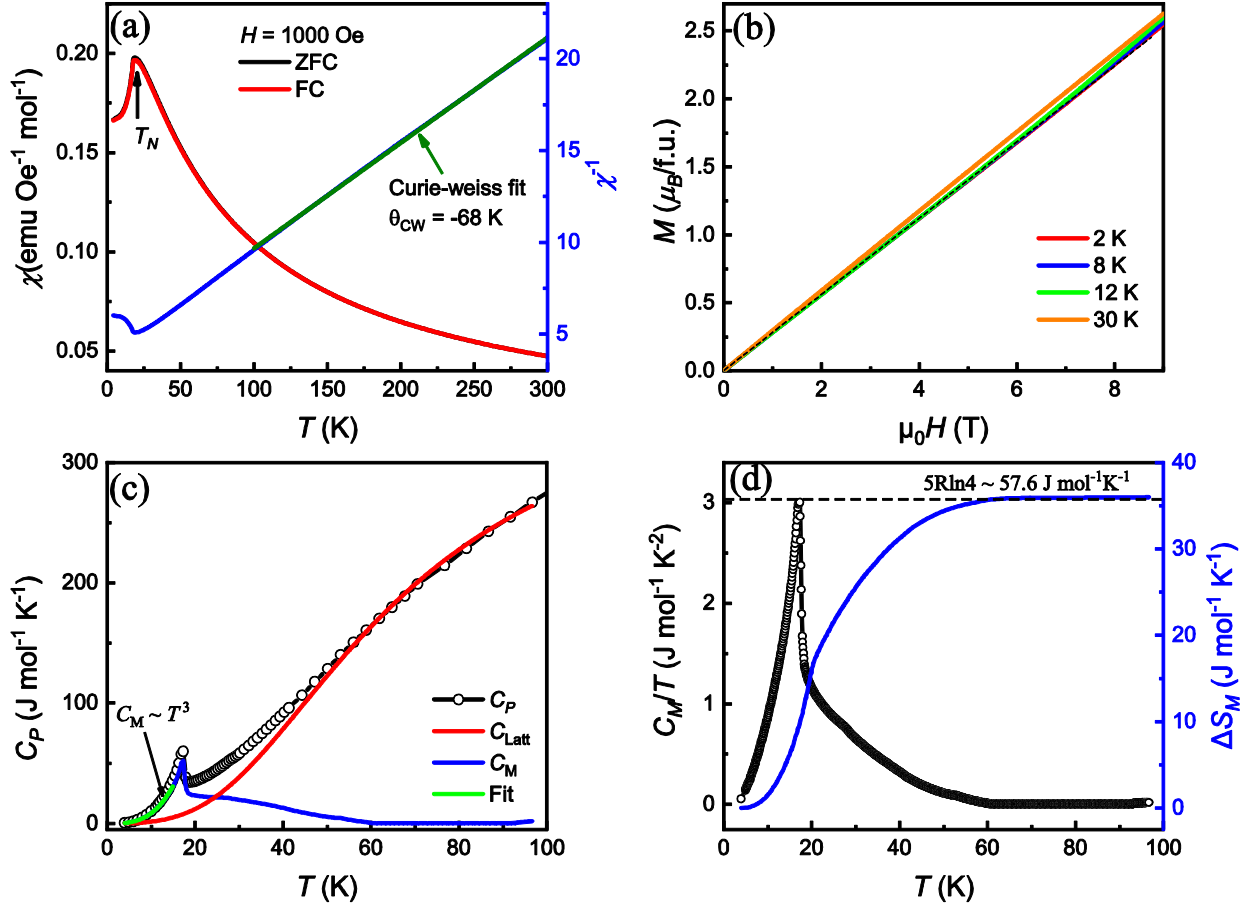 (a)
H = 1000 Oe
ZFC
FC
T_N
Curie-weiss fit
θ_CW = -68 K
0.20
0.15
0.10
0.05
χ(emu Oe⁻¹ mol⁻¹)
20
15
10
5
χ⁻¹
0 50 100 150 200 250 300
T (K)
(b)
2.5
2.0
1.5
1.0
0.5
0.0
M (μ_B/f.u.)
2 K
8 K
12 K
30 K
0 2 4 6 8
μ₀H (T)
(c)
300
200
100
0
C_P (J mol⁻¹ K⁻¹)
C_M ~ T³
C_P
C_Latt
C_M
Fit
0 20 40 60 80 100
T (K)
(d)
5Rln4 ~ 57.6 J mol⁻¹K⁻¹
3
2
1
0
C_M/T (J mol⁻¹ K⁻²)
40
30
20
10
0
ΔS_M (J mol⁻¹ K⁻¹)
0 20 40 60 80 100
T (K)